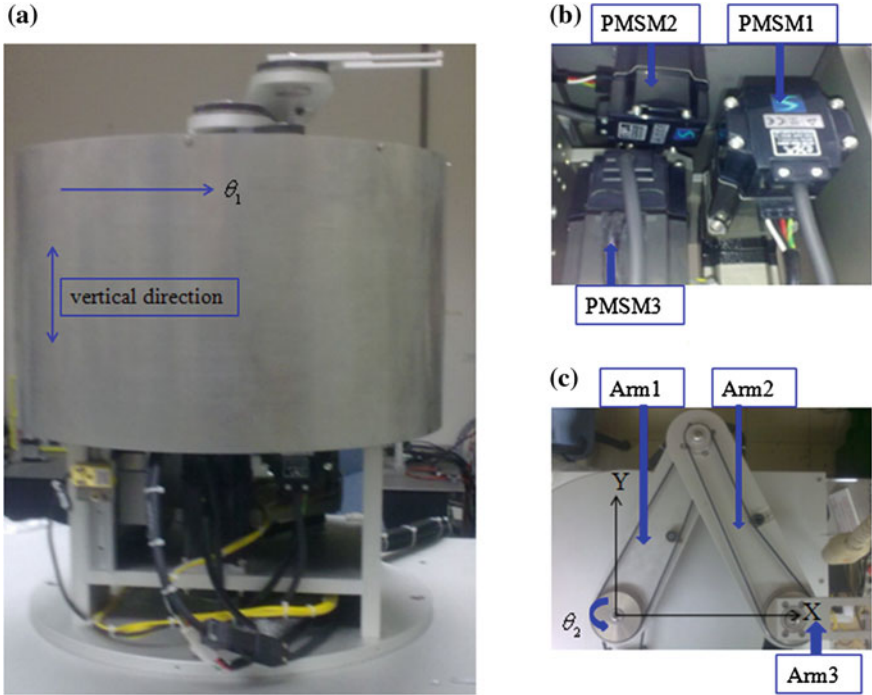 (a)
θ1
vertical direction
(b)
PMSM2
PMSM1
PMSM3
(c)
Arm1
Arm2
Y
θ2
X
Arm3